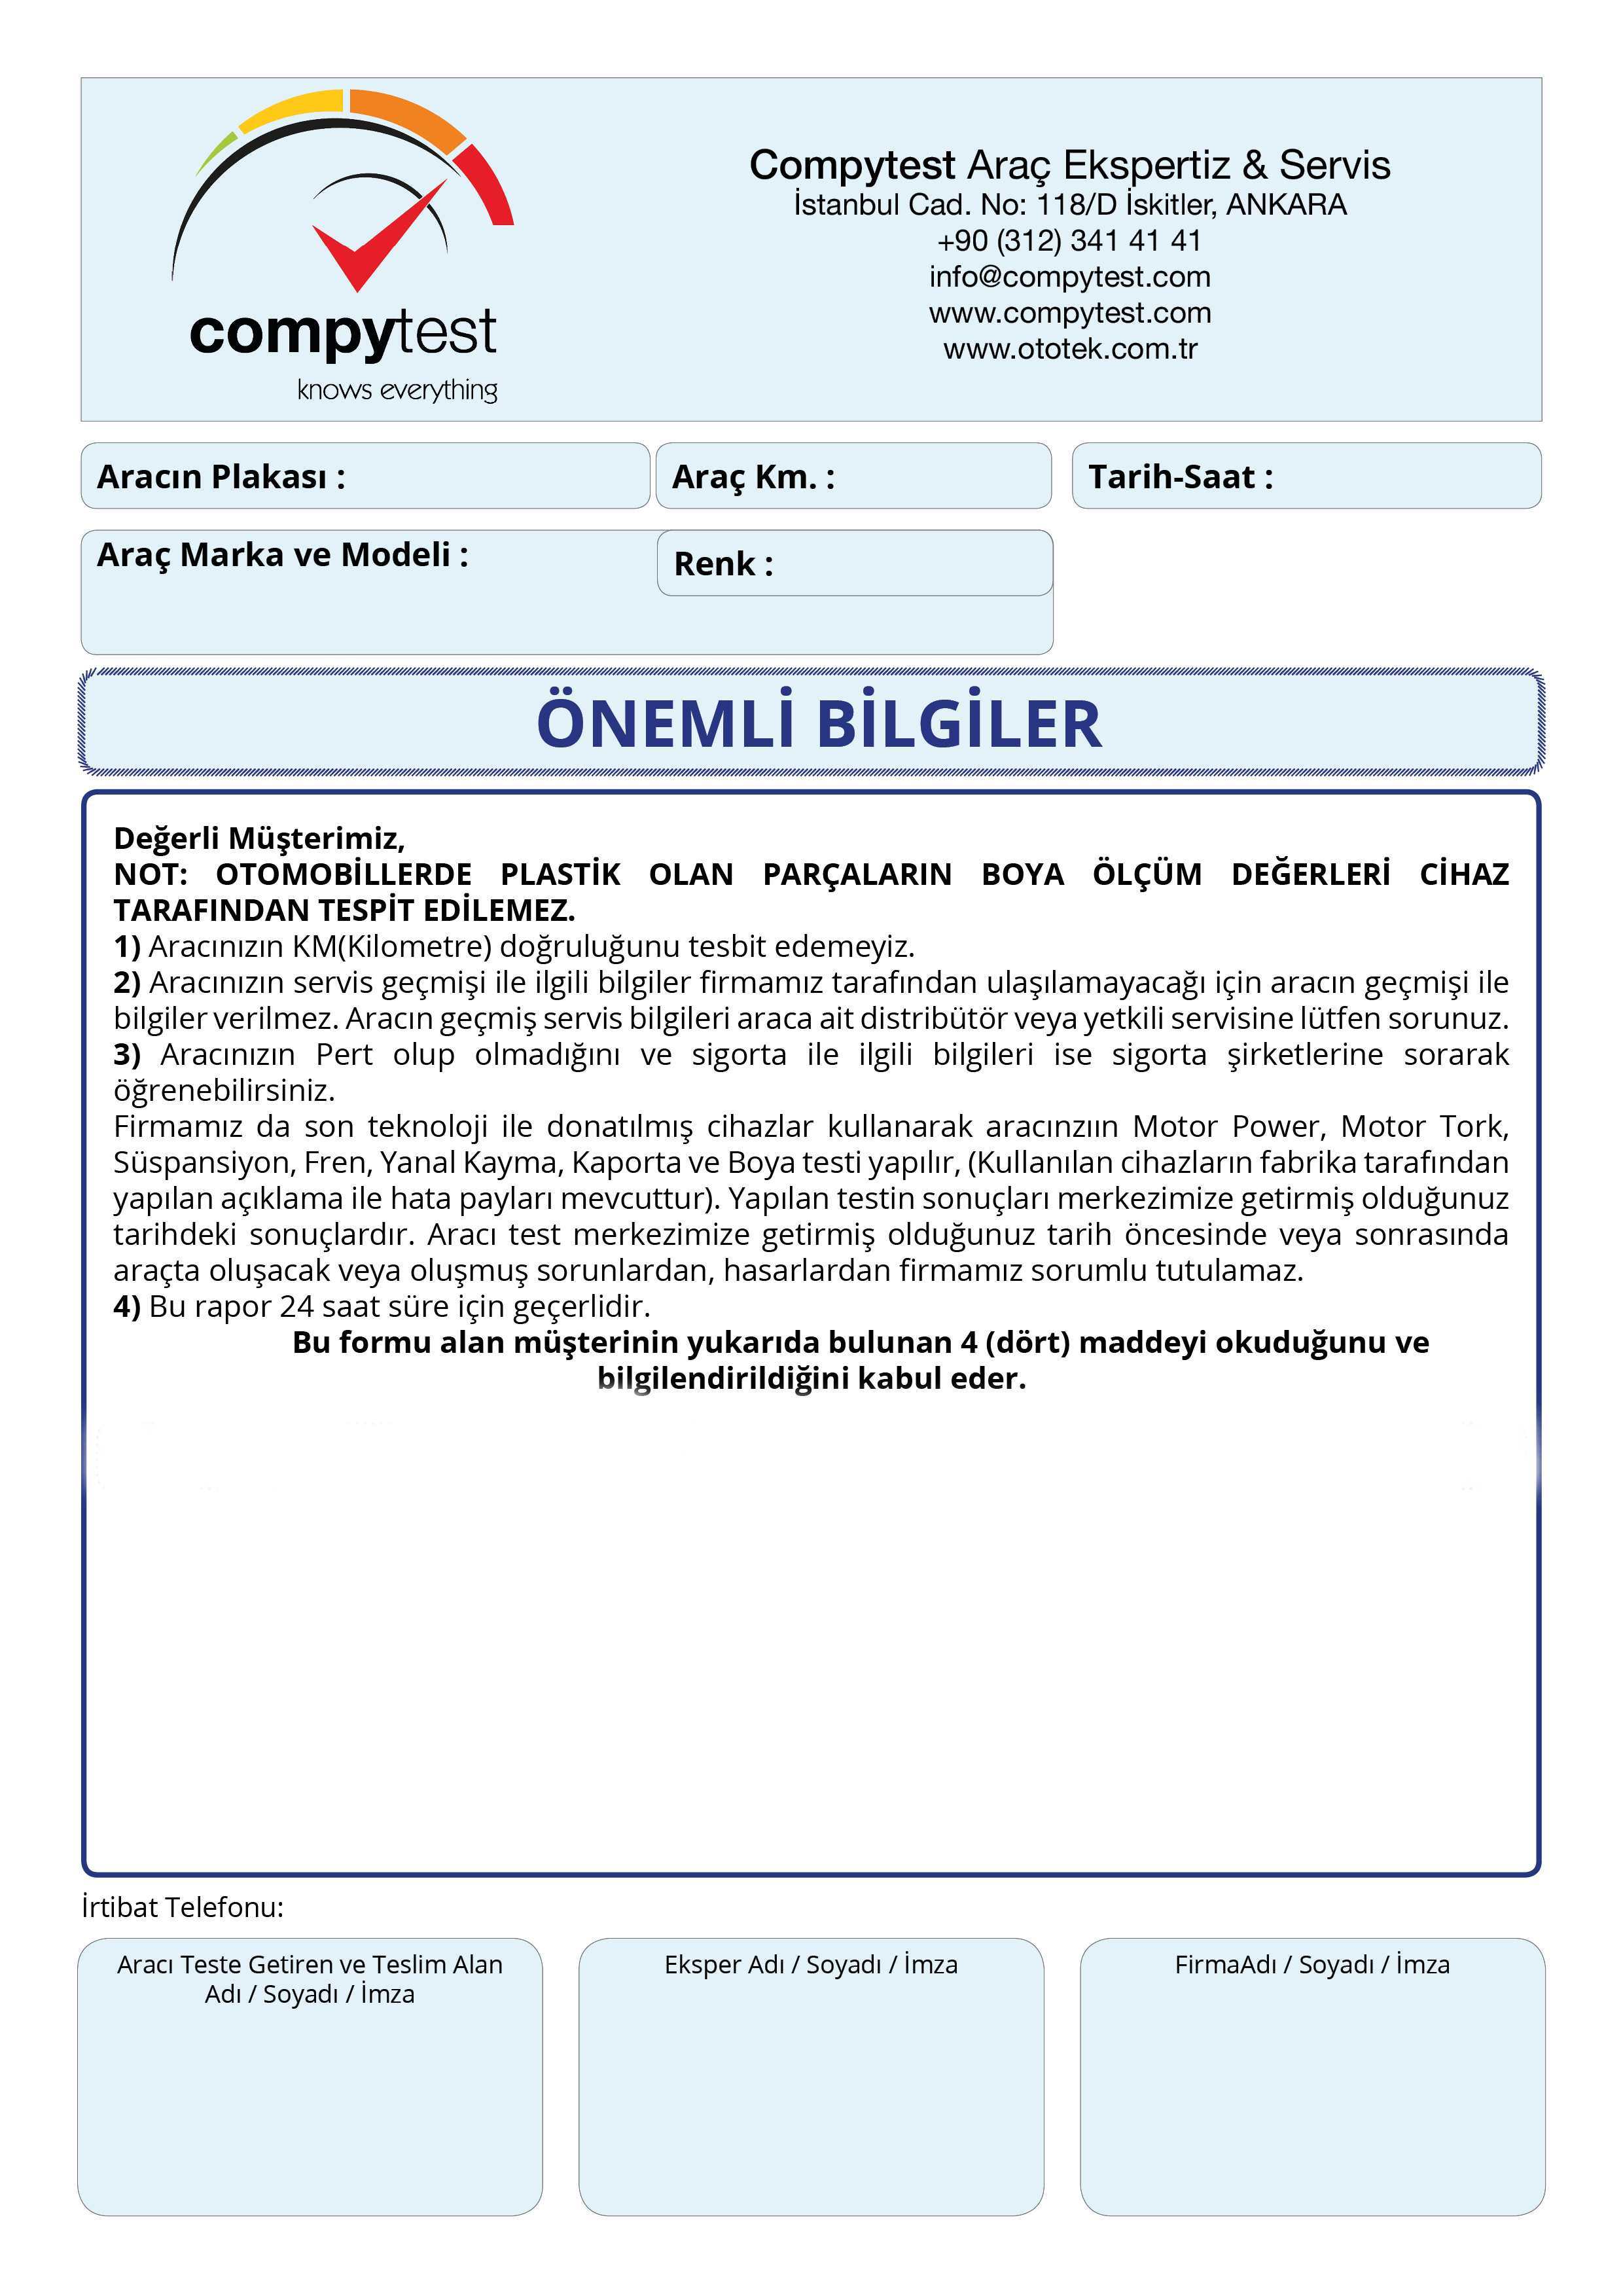 compytest
knows everything
Compytest Araç Ekspertiz & Servis
İstanbul Cad. No: 118/D İskitler, ANKARA
+90 (312) 341 41 41
info@compytest.com
www.compytest.com
www.ototek.com.tr
Aracın Plakası :
Araç Km. :
Tarih-Saat :
Araç Marka ve Modeli :
Renk :
ÖNEMLİ BİLGİLER
Değerli Müşterimiz,
NOT: OTOMOBİLLERDE PLASTİK OLAN PARÇALARIN BOYA ÖLÇÜM DEĞERLERİ CİHAZ
TARAFINDAN TESPİT EDİLEMEZ.
1) Aracınızın KM(Kilometre) doğruluğunu tesbit edemeyiz.
2) Aracınızın servis geçmişi ile ilgili bilgiler firmamız tarafından ulaşılamayacağı için aracın geçmişi ile
bilgiler verilmez. Aracın geçmiş servis bilgileri araca ait distribütör veya yetkili servisine lütfen sorunuz.
3) Aracınızın Pert olup olmadığını ve sigorta ile ilgili bilgileri ise sigorta şirketlerine sorarak
öğrenebilirsiniz.
Firmamız da son teknoloji ile donatılmış cihazlar kullanarak aracınzıın Motor Power, Motor Tork,
Süspansiyon, Fren, Yanal Kayma, Kaporta ve Boya testi yapılır, (Kullanılan cihazların fabrika tarafından
yapılan açıklama ile hata payları mevcuttur). Yapılan testin sonuçları merkezimize getirmiş olduğunuz
tarihdeki sonuçlardır. Aracı test merkezimize getirmiş olduğunuz tarih öncesinde veya sonrasında
araçta oluşacak veya oluşmuş sorunlardan, hasarlardan firmamız sorumlu tutulamaz.
4) Bu rapor 24 saat süre için geçerlidir.
Bu formu alan müşterinin yukarıda bulunan 4 (dört) maddeyi okuduğunu ve
bilgilendirildiğini kabul eder.
İrtibat Telefonu:
Aracı Teste Getiren ve Teslim Alan
Adı / Soyadı / İmza
Eksper Adı / Soyadı / İmza
FirmaAdı / Soyadı / İmza